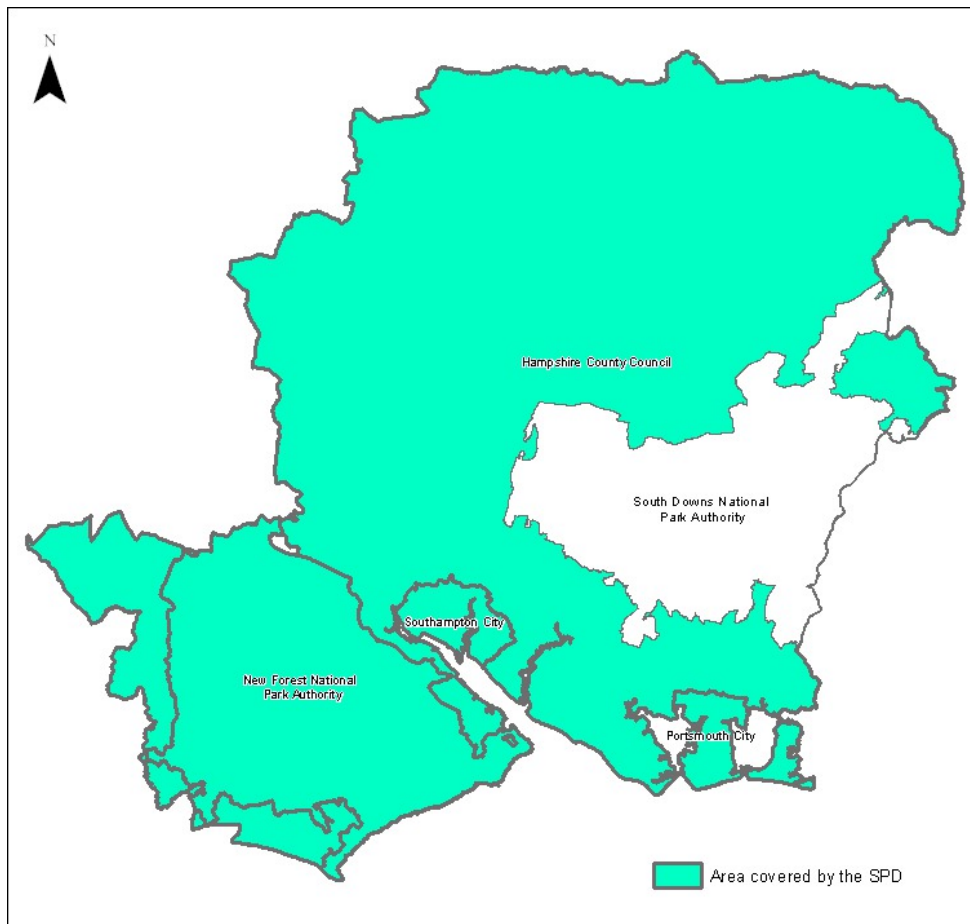 N
Hampshire County Council
South Downs National
Park Authority
Southampton City
New Forest National
Park Authority
Portsmouth City
Area covered by the SPD